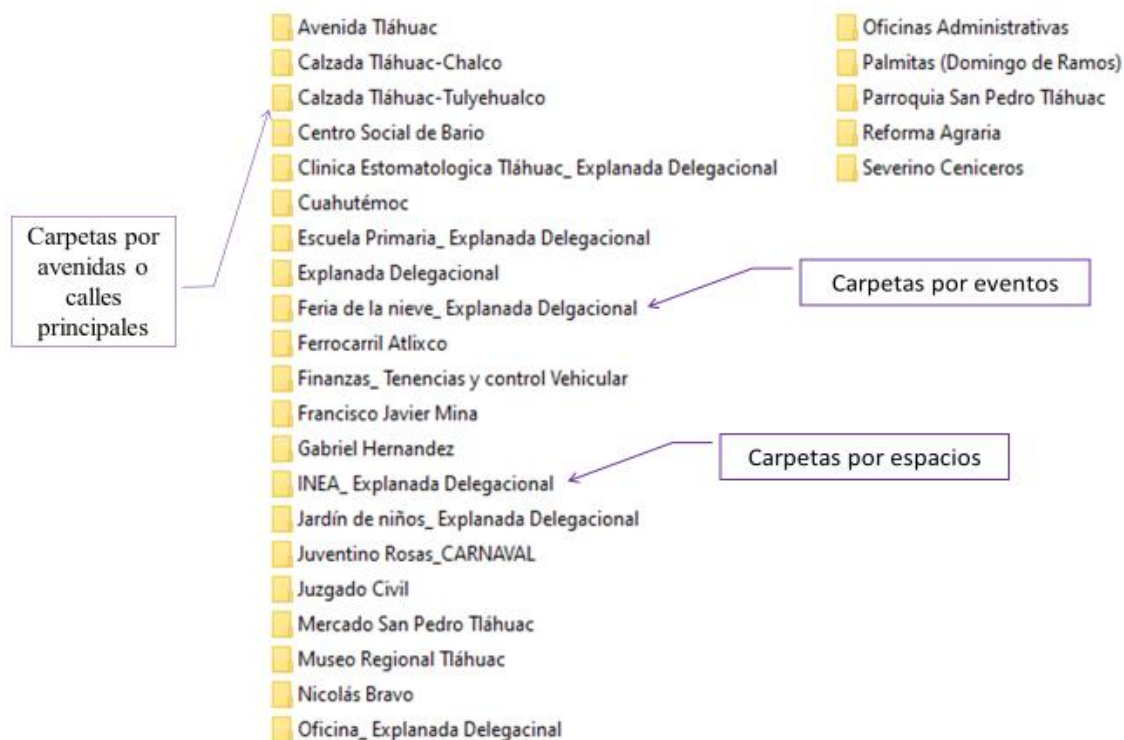 Avenida Tláhuac
Calzada Tláhuac-Chalco
Calzada Tláhuac-Tulyehualco
Centro Social de Bario
Clinica Estomatologica Tláhuac_ Explanada Delegacional
Cuahutémoc
Escuela Primaria_ Explanada Delegacional
Explanada Delegacional
Feria de la nieve_ Explanada Delgacional
Ferrocarril Atlixco
Finanzas_ Tenencias y control Vehicular
Francisco Javier Mina
Gabriel Hernandez
INEA_ Explanada Delegacional
Jardín de niños_ Explanada Delegacional
Juventino Rosas_CARNAVAL
Juzgado Civil
Mercado San Pedro Tláhuac
Museo Regional Tláhuac
Nicolás Bravo
Oficina_ Explanada Delegacinal
Oficinas Administrativas
Palmitas (Domingo de Ramos)
Parroquia San Pedro Tláhuac
Reforma Agraria
Severino Ceniceros
Carpetas por
avenidas o
calles
principales
Carpetas por eventos
Carpetas por espacios